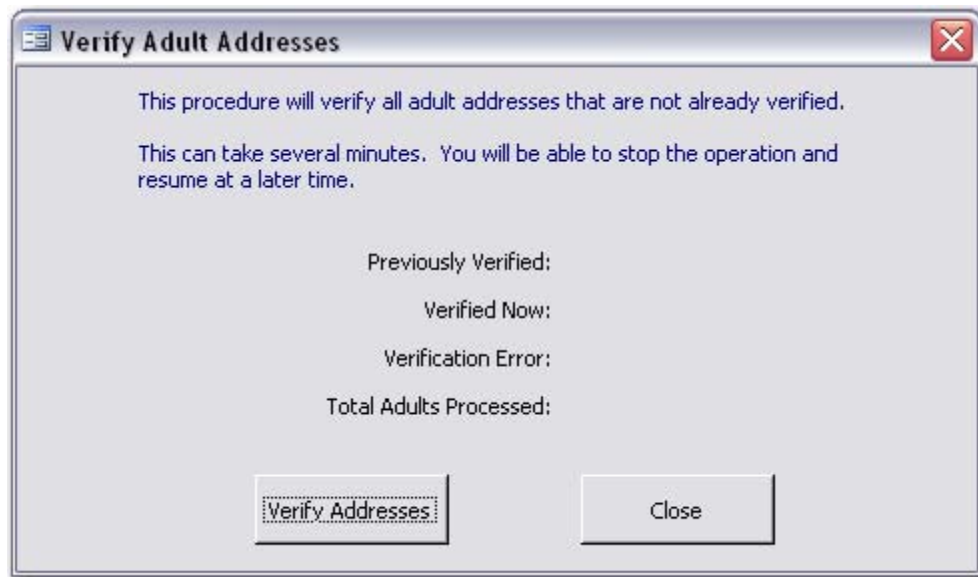 Verify Adult Addresses
This procedure will verify all adult addresses that are not already verified.
This can take several minutes.  You will be able to stop the operation and
resume at a later time.
Previously Verified:
Verified Now:
Verification Error:
Total Adults Processed:
Verify Addresses
Close